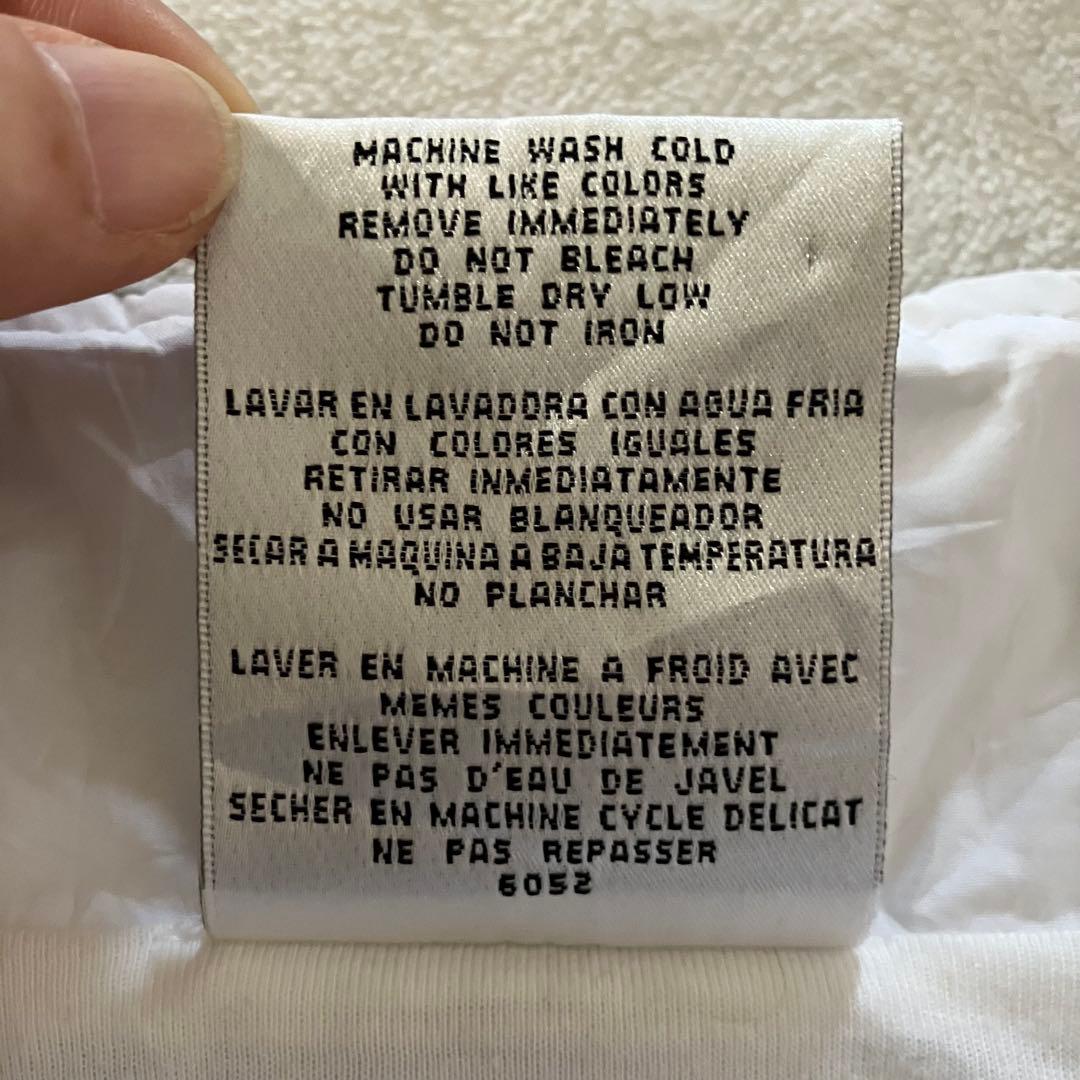 MACHINE WASH COLD
WITH LIKE COLORS
REMOVE IMMEDIATELY
DO NOT BLEACH
TUMBLE DRY LOW
DO NOT IRON
LAVAR EN LAVADORA CON AGUA FRIA
CON COLORES IGUALES
RETIRAR INMEDIATAMENTE
NO USAR BLANQUEADOR
SECAR A MAQUINA A BAJA TEMPERATURA
NO PLANCHAR
LAVER EN MACHINE A FROID AVEC
MEMES COULEURS
ENLEVER IMMEDIATEMENT
NE PAS D'EAU DE JAVEL
SECHER EN MACHINE CYCLE DELICAT
NE PAS REPASSER
6052